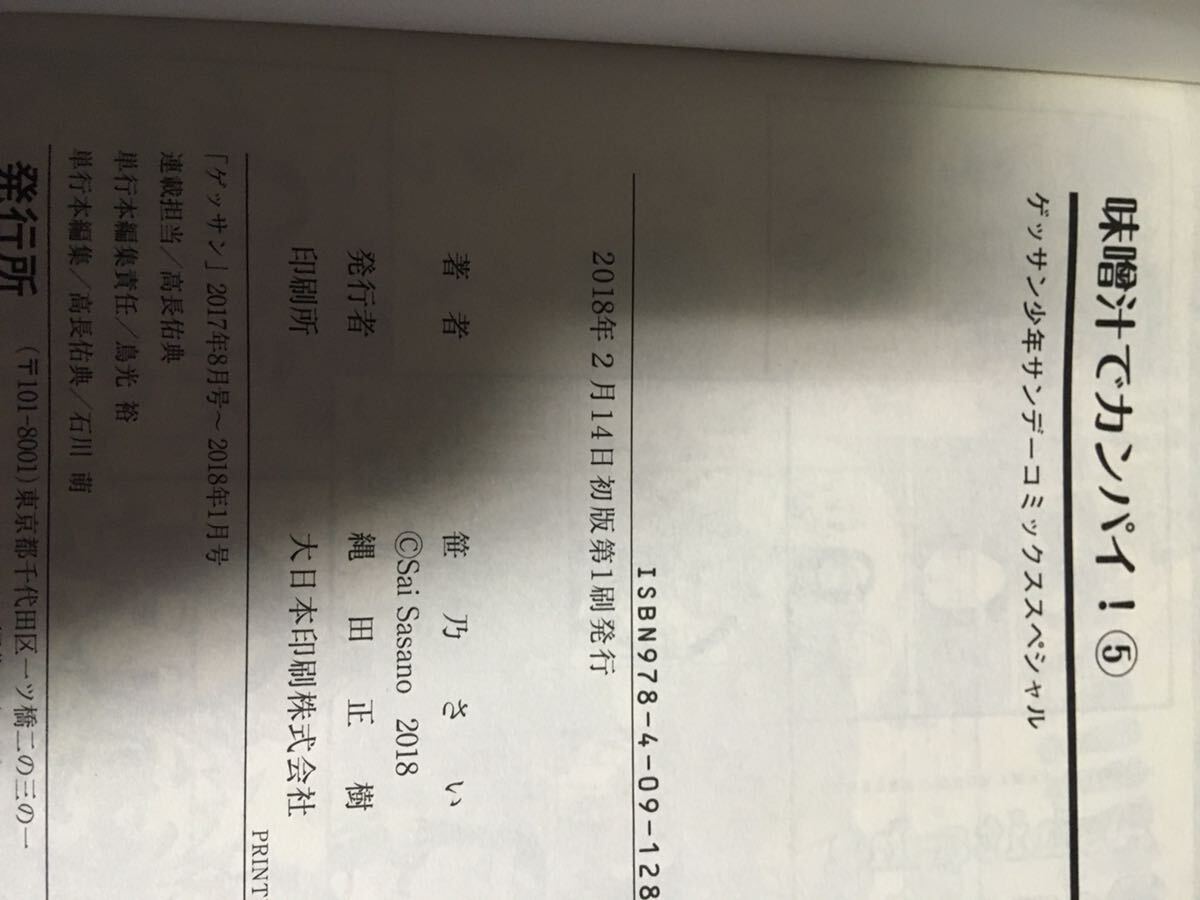 味噌汁でカンパイ！⑤
ゲッサン少年サンデーコミックススペシャル
ISBN978-4-09-128
2018年2月14日初版第1刷発行
著者 笹乃さい
©Sai Sasano 2018
発行者 縄田正樹
印刷所 大日本印刷株式会社
PRINT
「ゲッサン」2017年8月号～2018年1月号
連載担当／高長佑典
単行本編集責任／鳥光 裕
単行本編集／高長佑典／石川 萌
発行所 (〒101-8001)東京都千代田区一ツ橋二の三の一